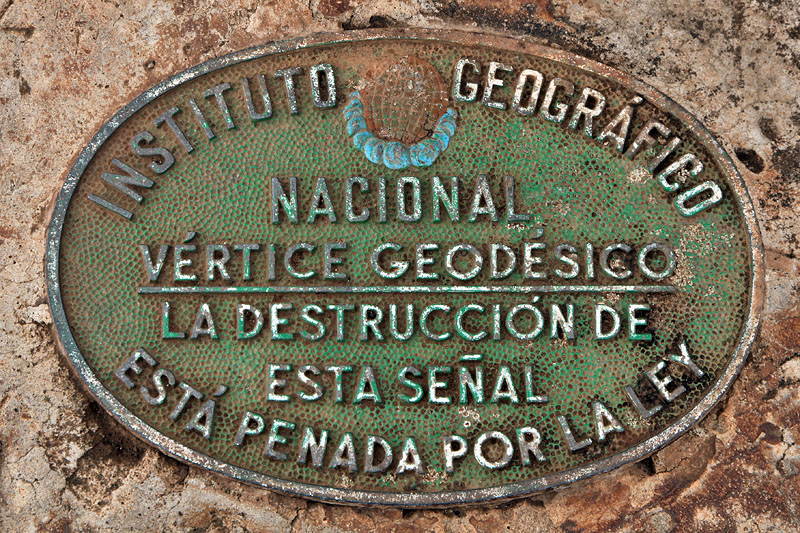 INSTITUTO GEOGRÁFICO
NACIONAL
VÉRTICE GEODÉSICO
LA DESTRUCCIÓN DE
ESTA SEÑAL
ESTÁ PENADA POR LA LEY